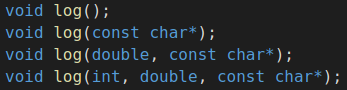 void log();
void log(const char*);
void log(double, const char*);
void log(int, double, const char*);